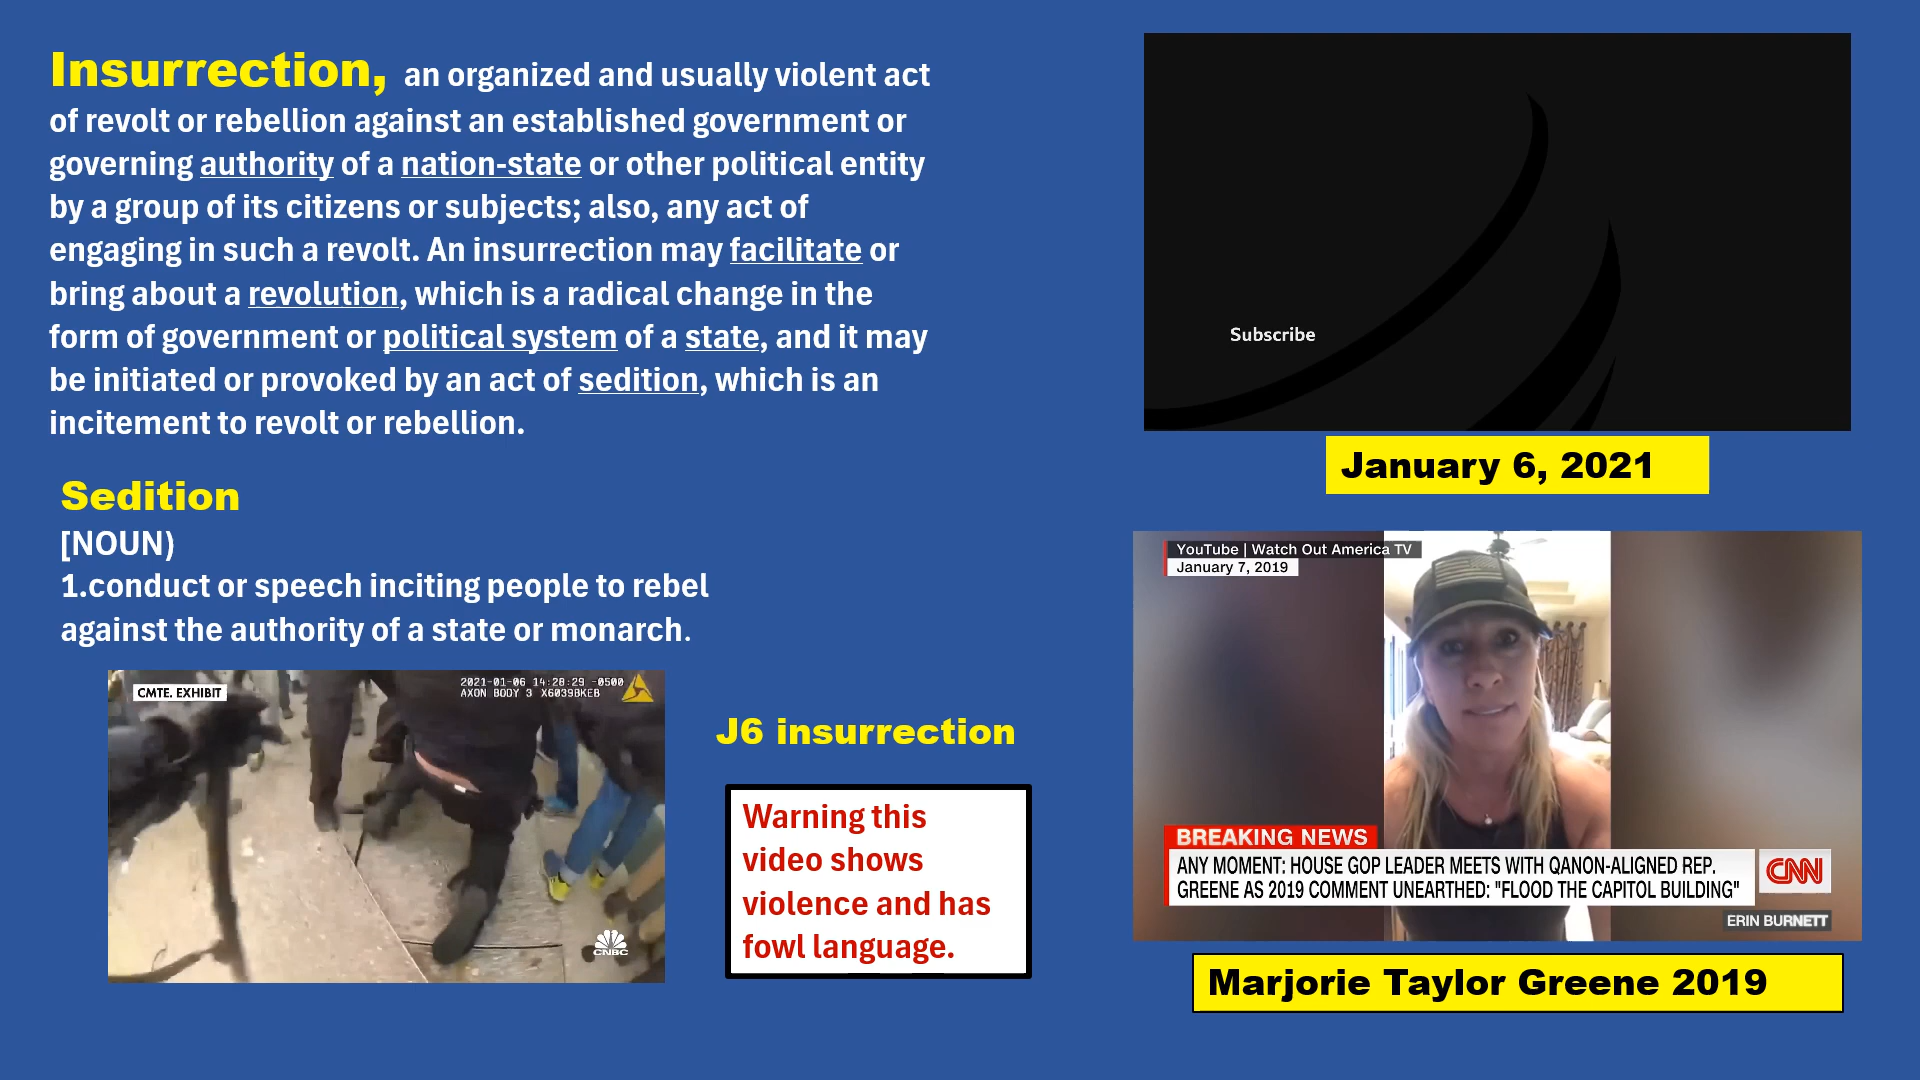 Insurrection, an organized and usually violent act
of revolt or rebellion against an established government or
governing authority of a nation-state or other political entity
by a group of its citizens or subjects; also, any act of
engaging in such a revolt. An insurrection may facilitate or
bring about a revolution, which is a radical change in the
form of government or political system of a state, and it may
be initiated or provoked by an act of sedition, which is an
incitement to revolt or rebellion.
Sedition
[NOUN)
1.conduct or speech inciting people to rebel
against the authority of a state or monarch.
CMTE. EXHIBIT
2021-01-06 14:28:29 -0500
AXON BODY 3 X60398KEB
CNBC
J6 insurrection
Warning this
video shows
violence and has
fowl language.
Subscribe
January 6, 2021
YouTube | Watch Out America TV
January 7, 2019
BREAKING NEWS
ANY MOMENT: HOUSE GOP LEADER MEETS WITH QANON-ALIGNED REP.
GREENE AS 2019 COMMENT UNEARTHED: "FLOOD THE CAPITOL BUILDING"
CNN
ERIN BURNETT
Marjorie Taylor Greene 2019